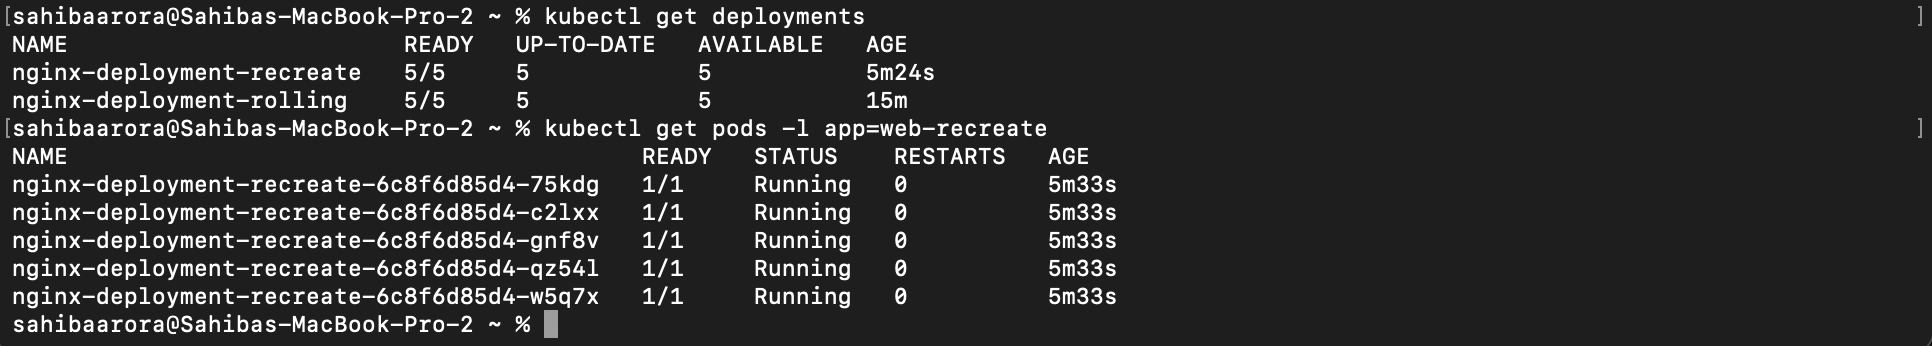 [sahibaarora@Sahibas-MacBook-Pro-2 ~ % kubectl get deployments ]
NAME READY UP-TO-DATE AVAILABLE AGE
nginx-deployment-recreate 5/5 5 5 5m24s
nginx-deployment-rolling 5/5 5 5 15m
[sahibaarora@Sahibas-MacBook-Pro-2 ~ % kubectl get pods -l app=web-recreate ]
NAME READY STATUS RESTARTS AGE
nginx-deployment-recreate-6c8f6d85d4-75kdg 1/1 Running 0 5m33s
nginx-deployment-recreate-6c8f6d85d4-c2lxx 1/1 Running 0 5m33s
nginx-deployment-recreate-6c8f6d85d4-gnf8v 1/1 Running 0 5m33s
nginx-deployment-recreate-6c8f6d85d4-qz54l 1/1 Running 0 5m33s
nginx-deployment-recreate-6c8f6d85d4-w5q7x 1/1 Running 0 5m33s
sahibaarora@Sahibas-MacBook-Pro-2 ~ %